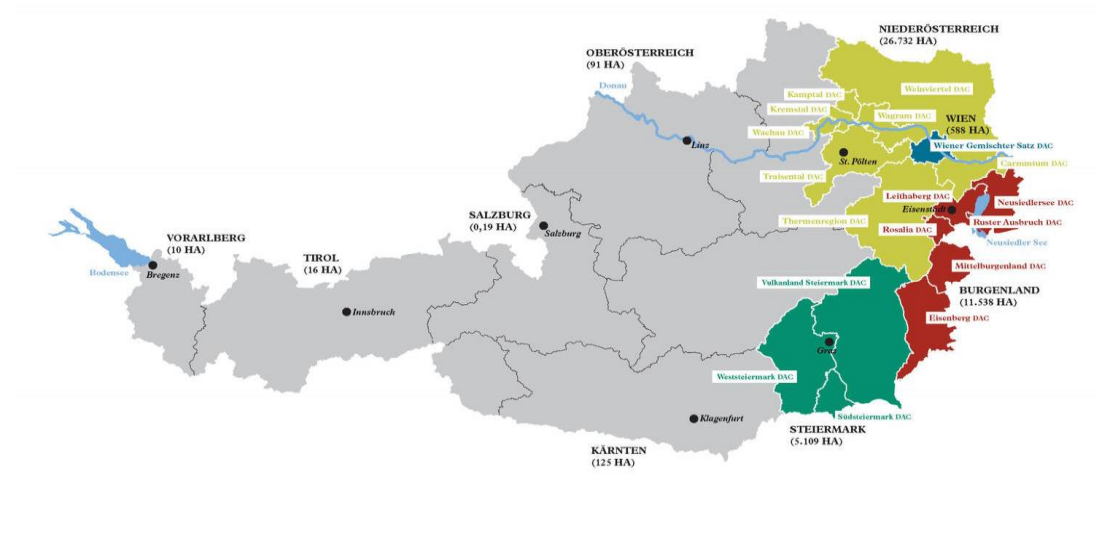 NIEDERÖSTERREICH
(26.732 HA)
OBERÖSTERREICH
(91 HA)
Donau
Weinviertel DAC
Kamptal DAC
Kremstal DAC
Wagram DAC
WIEN
(588 HA)
Wachau DAC
Linz
Wiener Gemischter Satz DAC
St. Pölten
Carnuntum DAC
Traisental DAC
Leithaberg DAC
Neusiedlersee DAC
Eisenstadt
SALZBURG
(0,19 HA)
Salzburg
Thermenregion DAC
Ruster Ausbruch DAC
Rosalia DAC
Neusiedler See
VORARLBERG
(10 HA)
Bodensee
Bregenz
TIROL
(16 HA)
Mittelburgenland DAC
Vulkanland Steiermark DAC
BURGENLAND
(11.538 HA)
Innsbruck
Eisenberg DAC
Graz
Weststeiermark DAC
Klagenfurt
Südsteiermark DAC
STEIERMARK
(5.109 HA)
KÄRNTEN
(125 HA)